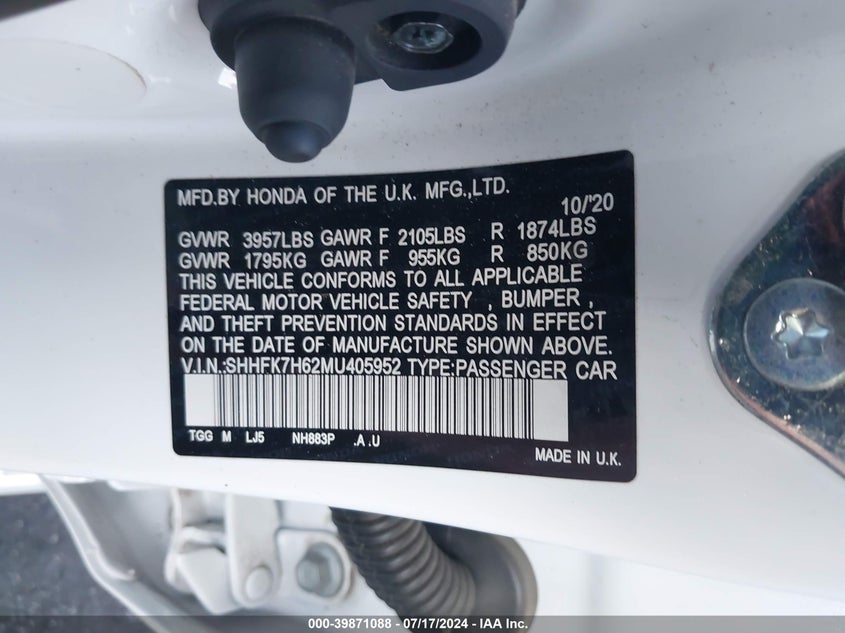 MFD.BY HONDA OF THE U.K. MFG.,LTD.
10/'20
GVWR 3957LBS GAWR F 2105LBS R 1874LBS
GVWR 1795KG GAWR F 955KG R 850KG
THIS VEHICLE CONFORMS TO ALL APPLICABLE
FEDERAL MOTOR VEHICLE SAFETY , BUMPER ,
AND THEFT PREVENTION STANDARDS IN EFFECT
ON THE DATE OF MANUFACTURE SHOWN ABOVE.
V.I.N.:SHHFK7H62MU405952 TYPE:PASSENGER CAR
TGG M LJ5 NH883P .A .U
MADE IN U.K.
000-39871088 / 07/17/2024 - IAA Inc.